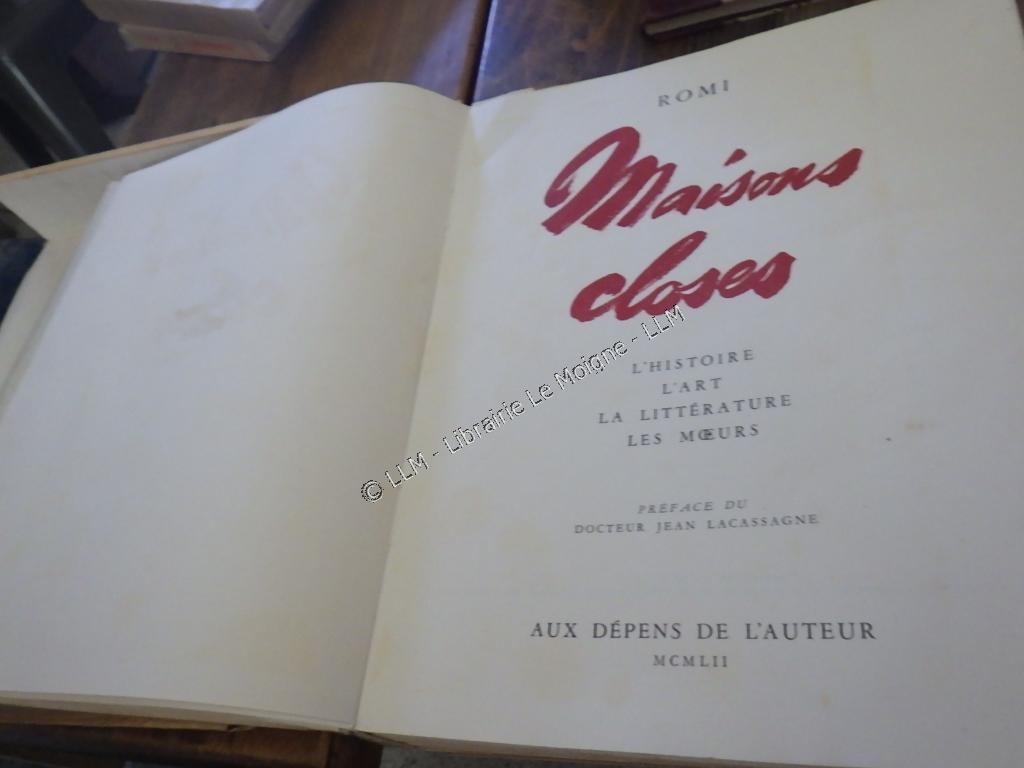 ROMI
Maisons
closes
L'HISTOIRE
L'ART
LA LITTÉRATURE
LES MŒURS
PRÉFACE DU
DOCTEUR JEAN LACASSAGNE
AUX DÉPENS DE L'AUTEUR
MCMLII
© LLM - Librairie Le Moigne - LLM